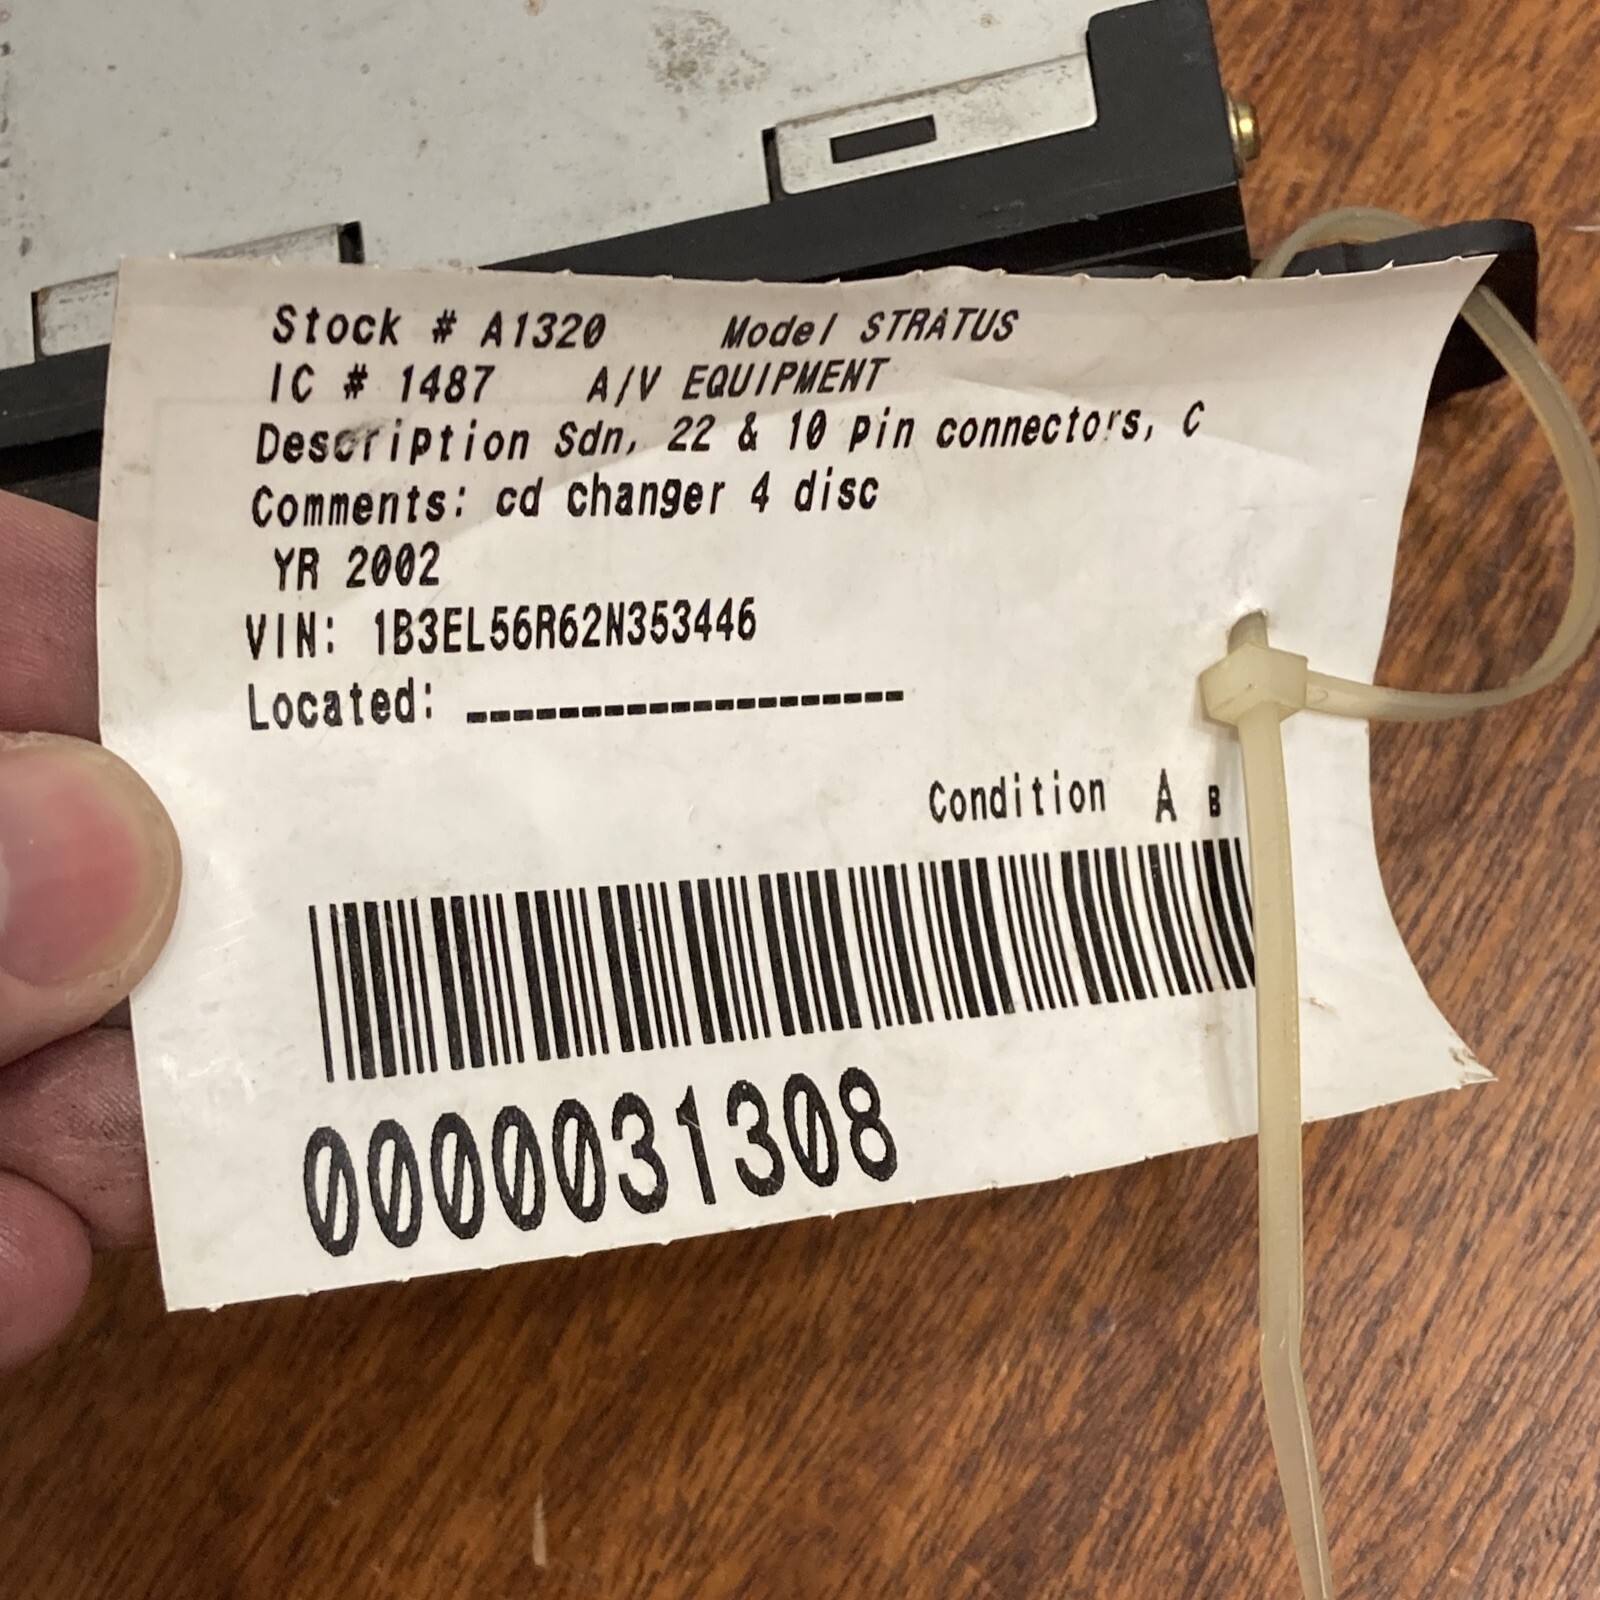 Stock # A1320 Model STRATUS
IC # 1487 A/V EQUIPMENT
Description Sdn, 22 & 10 pin connectors, C
Comments: cd changer 4 disc
YR 2002
VIN: 1B3EL56R62N353446
Located: --------------------
Condition A B
0000031308